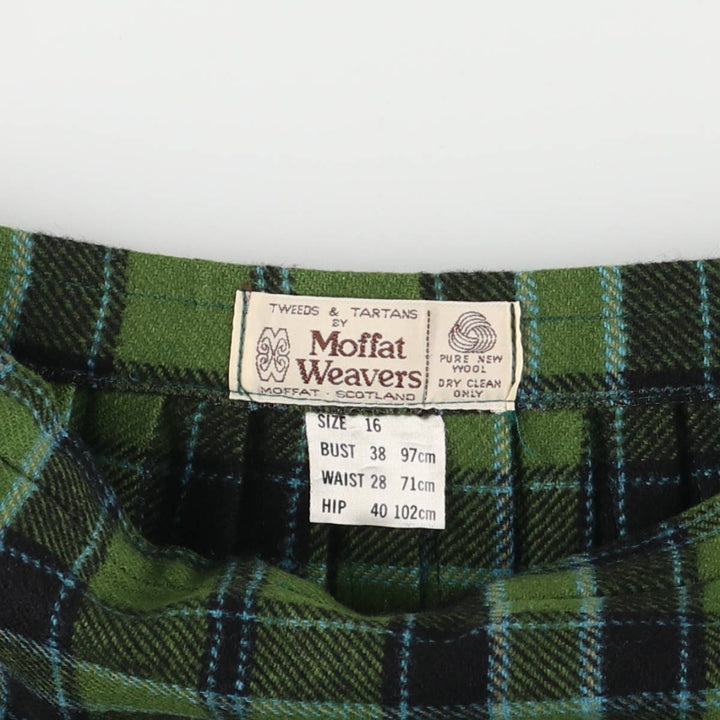 TWEEDS & TARTANS
BY
Moffat
Weavers
MOFFAT · SCOTLAND
PURE NEW
WOOL
DRY CLEAN
ONLY
SIZE 16
BUST 38 97cm
WAIST 28 71cm
HIP 40 102cm